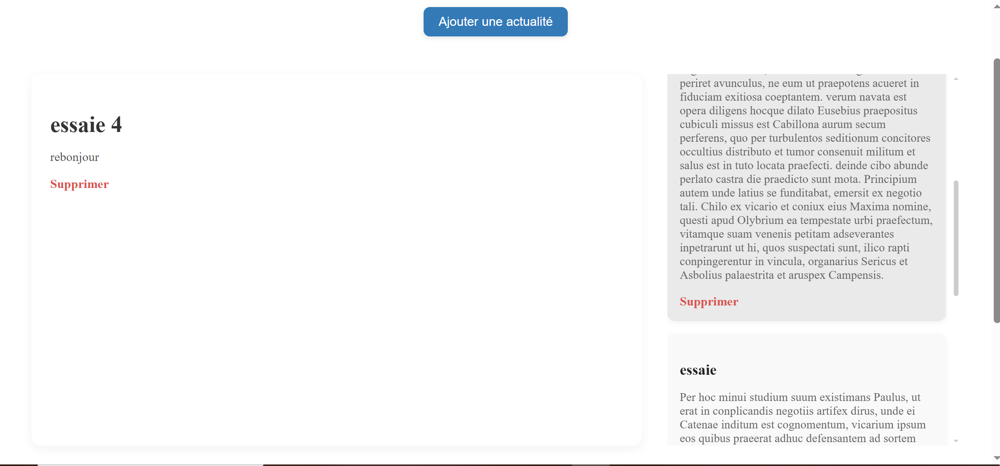 Ajouter une actualité
essaie 4
rebonjour
Supprimer
periret avunculus, ne eum ut praepotens acueret in
fiduciam exitiosa coeptantem. verum navata est
opera diligens hocque dilato Eusebius praepositus
cubiculi missus est Cabillona aurum secum
perferens, quo per turbulentos seditionum concitores
occultius distributo et tumor consenuit militum et
salus est in tuto locata praefecti. deinde cibo abunde
perlato castra die praedicto sunt mota. Principium
autem unde latius se funditabat, emersit ex negotio
tali. Chilo ex vicario et coniux eius Maxima nomine,
questi apud Olybrium ea tempestate urbi praefectum,
vitamque suam venenis petitam adseverantes
inpetrarunt ut hi, quos suspectati sunt, ilico rapti
conpingerentur in vincula, organarius Sericus et
Asbolius palaestrita et aruspex Campensis.
Supprimer
essaie
Per hoc minui studium suum existimans Paulus, ut
erat in conplicandis negotiis artifex dirus, unde ei
Catenae inditum est cognomentum, vicarium ipsum
eos quibus praeerat adhuc defensantem ad sortem